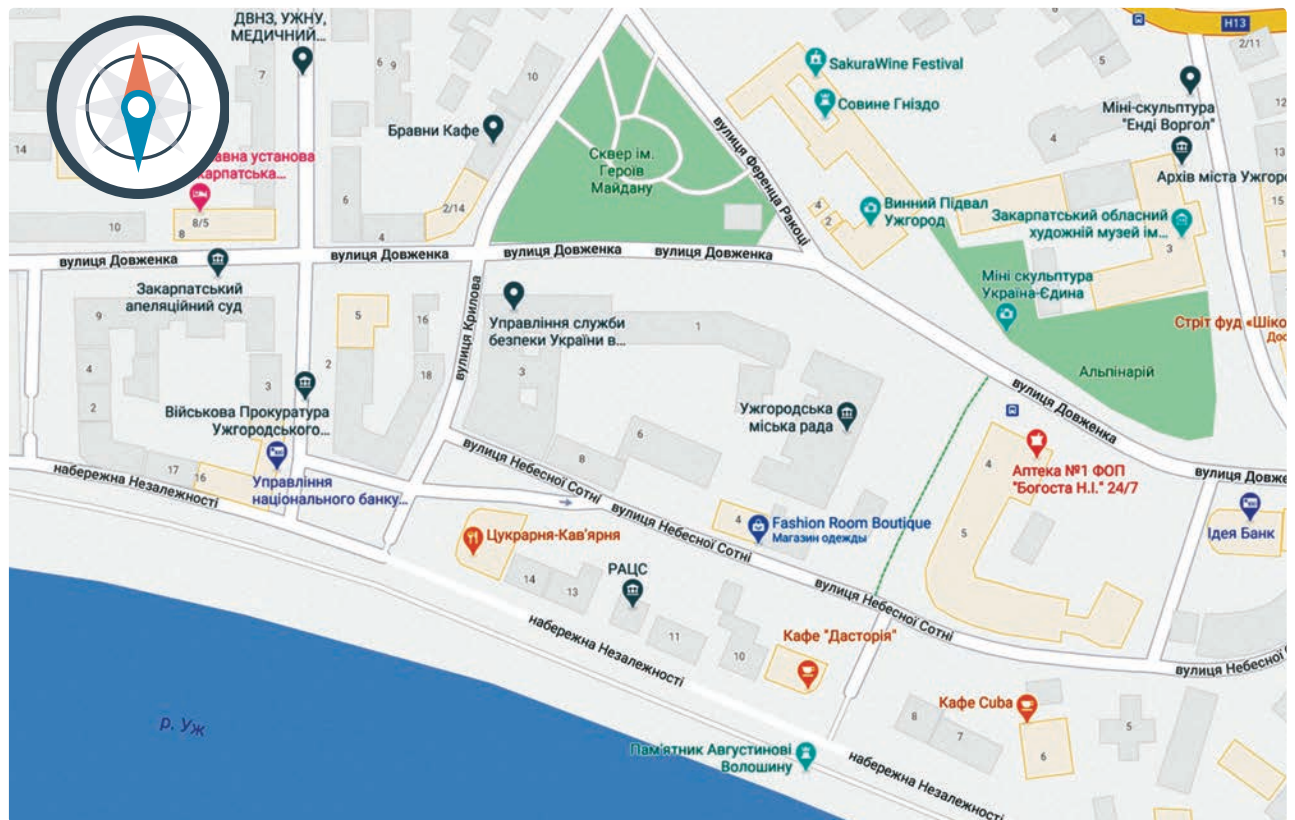 ДВНЗ, УЖНУ,
МЕДИЧНИЙ...
H13
2/11
SakuraWine Festival
Совине Гніздо
7
6
9
10
5
Міні-скульптура
"Енді Воргол"
12
Бравни Кафе
4
вулиця Ференца Ракоці
13
14
установа
Сквер ім.
Героїв
Майдану
Архів міста
8/5
8
6
2/14
4
2
Винний Підвал
Ужгород
Закарпатський обласний
художній музей ім...
3
15
10
4
вулиця Довженка
вулиця Довженка
вулиця Довженка
вулиця Довженка
Закарпатський
апеляційний суд
Міні скульптура
Україна-Єдина
9
5
16
вулиця Крилова
Управління служби
безпеки України в...
1
Стріт фуд
4
2
3
2
18
3
Альпінарій
вулиця Довженка
Військова Прокуратура
Ужгородського...
Ужгородська
міська рада
6
8
вулиця Небесної Сотні
4
Аптека №1 ФОП
"Богоста Н.І." 24/7
17
16
набережна Незалежності
Управління
національного банку...
вулиця Небесної Сотні
4
Fashion Room Boutique
Магазин одежды
5
Ідея Банк
Цукрарня-Кав'ярня
14
13
РАЦС
11
10
вулиця Небесної Сотні
набережна Незалежності
Кафе "Дасторія"
вулиця Небесної
р. Уж
Кафе Cuba
8
7
6
5
Пам'ятник Августинові
Волошину
набережна Незалежності